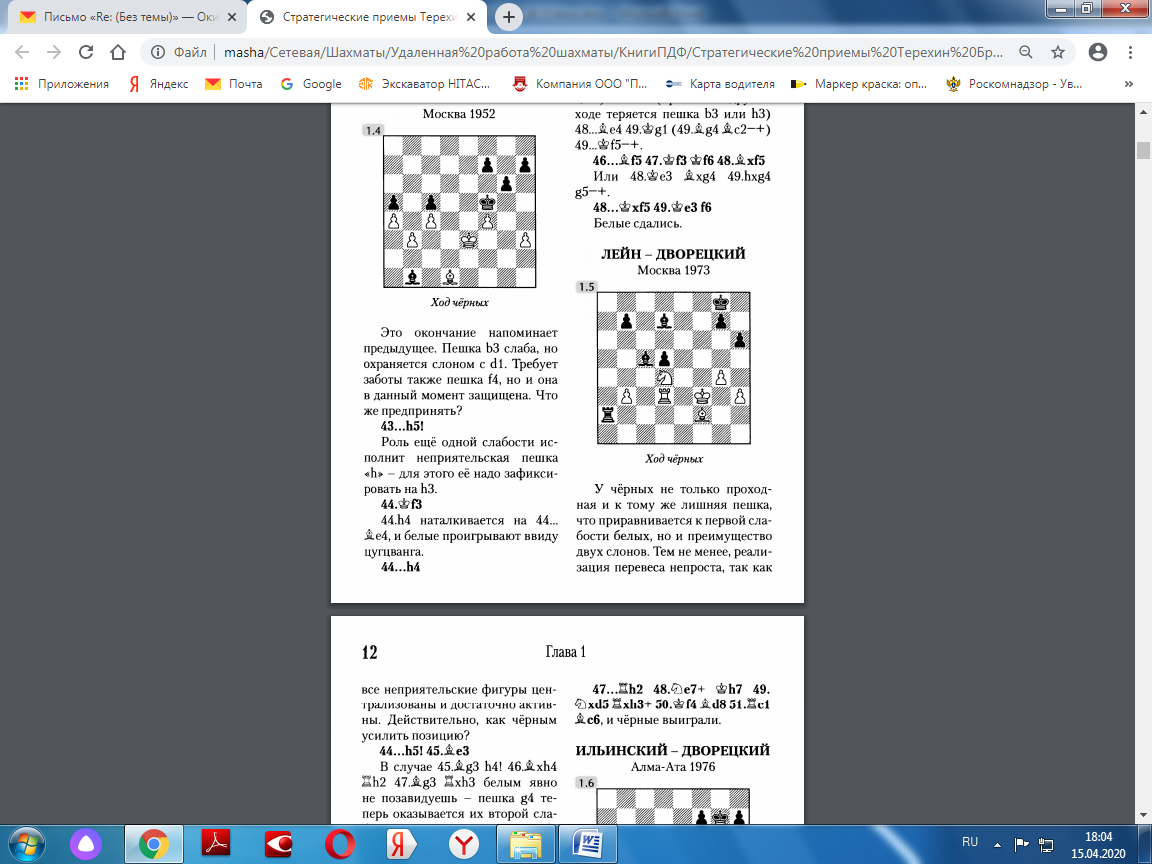 Письмо «Re: (Без темы)» — Оки
Стратегические приемы Терехи
Файл
masha/Сетевая/Шахматы/Удаленная%20работа%20шахматы/КнигиПДФ/Стратегические%20приемы%20Терехин%20Бр...
Приложения
Яндекс
Почта
Google
Экскаватор HITAC...
Компания ООО "П...
Карта водителя
Маркер краска: оп...
Роскомнадзор - Ув...
»
Москва 1952
1.4
Ход чёрных
Это окончание напоминает
предыдущее. Пешка b3 слаба, но
охраняется слоном с d1. Требует
заботы также пешка f4, но и она
в данный момент защищена. Что
же предпринять?
43...h5!
Роль ещё одной слабости ис-
полнит неприятельская пешка
«h» – для этого её надо зафикси-
ровать на h3.
44.♔f3
44.h4 наталкивается на 44...
♗e4, и белые проигрывают ввиду
цугцванга.
44...h4
ходе теряется пешка b3 или h3)
48...♗e4 49.♔g1 (49.♗g4 ♗c2–+)
49...♔f5–+.
46...♗f5 47.♔f3 ♔f6 48.♗xf5
Или 48.♔e3 ♗xg4 49.hxg4
g5–+.
48...♔xf5 49.♔e3 f6
Белые сдались.
ЛЕЙН – ДВОРЕЦКИЙ
Москва 1973
1.5
Ход чёрных
У чёрных не только проход-
ная и к тому же лишняя пешка,
что приравнивается к первой сла-
бости белых, но и преимущество
двух слонов. Тем не менее, реали-
зация перевеса непроста, так как
12
Глава 1
все неприятельские фигуры цен-
трализованы и достаточно актив-
ны. Действительно, как чёрным
усилить позицию?
44...h5! 45.♗e3
В случае 45.♗g3 h4! 46.♗xh4
♖h2 47.♗g3 ♖xh3 белым явно
не позавидуешь – пешка g4 те-
перь оказывается их второй сла-
47...♖h2 48.♘e7+ ♔h7 49.
♘xd5 ♖xh3+ 50.♔f4 ♗d8 51.♖c1
♗c6, и чёрные выиграли.
ИЛЬИНСКИЙ – ДВОРЕЦКИЙ
Алма-Ата 1976
1.6
RU
18:04
15.04.2020